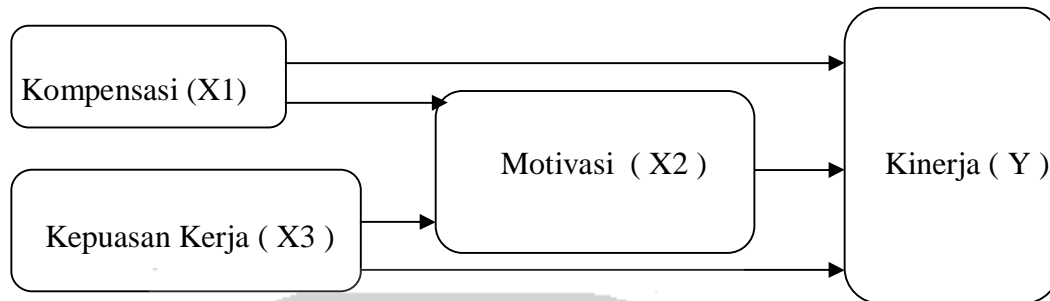 Kompensasi (X1)
Motivasi ( X2 )
Kinerja ( Y )
Kepuasan Kerja ( X3 )